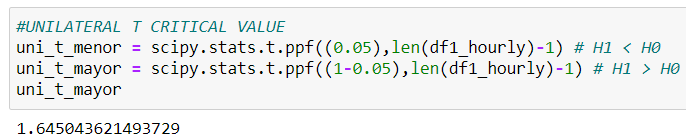 #UNILATERAL T CRITICAL VALUE
uni_t_menor = scipy.stats.t.ppf((0.05),len(df1_hourly)-1) # H1 < H0
uni_t_mayor = scipy.stats.t.ppf((1-0.05),len(df1_hourly)-1) # H1 > H0
uni_t_mayor
1.645043621493729